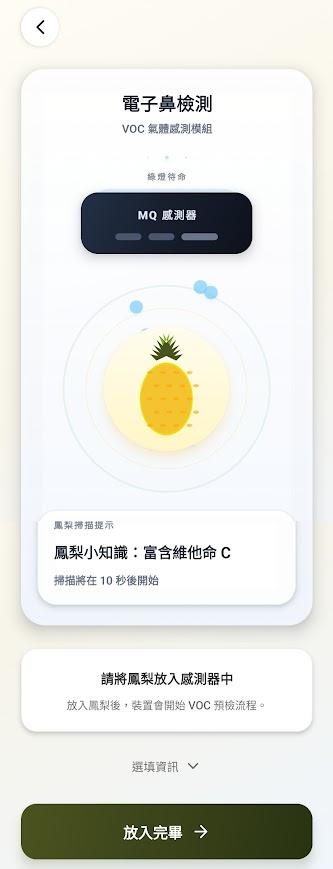 電子鼻檢測
VOC 氣體感測模組
綠燈待命
MQ 感測器
鳳梨掃描提示
鳳梨小知識：富含維他命 C
掃描將在 10 秒後開始
請將鳳梨放入感測器中
放入鳳梨後，裝置會開始 VOC 預檢流程。
選填資訊
放入完畢 →